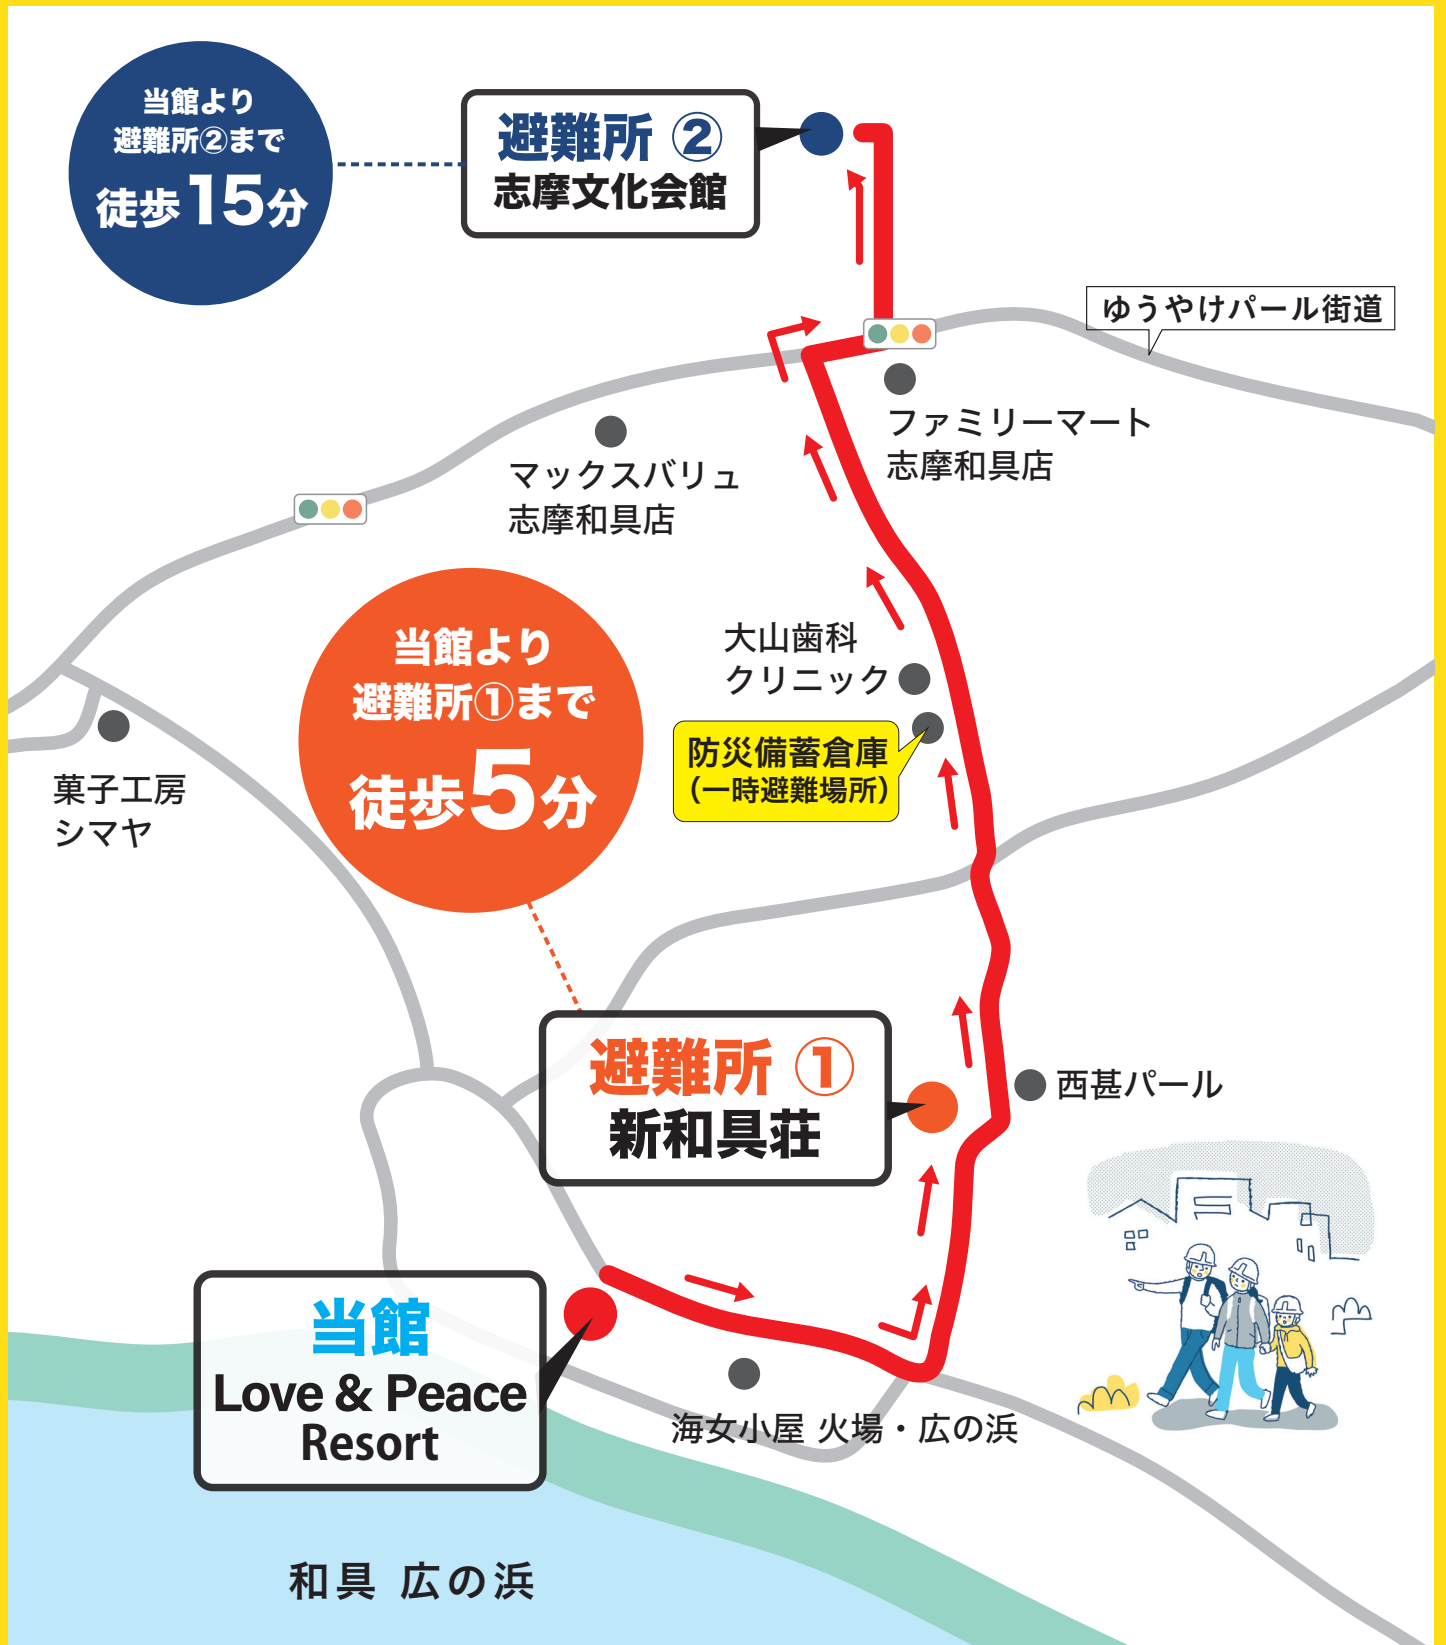 当館より
避難所②まで
徒歩15分
避難所 ②
志摩文化会館
ゆうやけパール街道
ファミリーマート
志摩和具店
マックスバリュ
志摩和具店
当館より
避難所①まで
徒歩5分
大山歯科
クリニック
防災備蓄倉庫
(一時避難場所)
菓子工房
シマヤ
避難所 ①
新和具荘
西甚パール
当館
Love & Peace
Resort
海女小屋 火場・広の浜
和具 広の浜